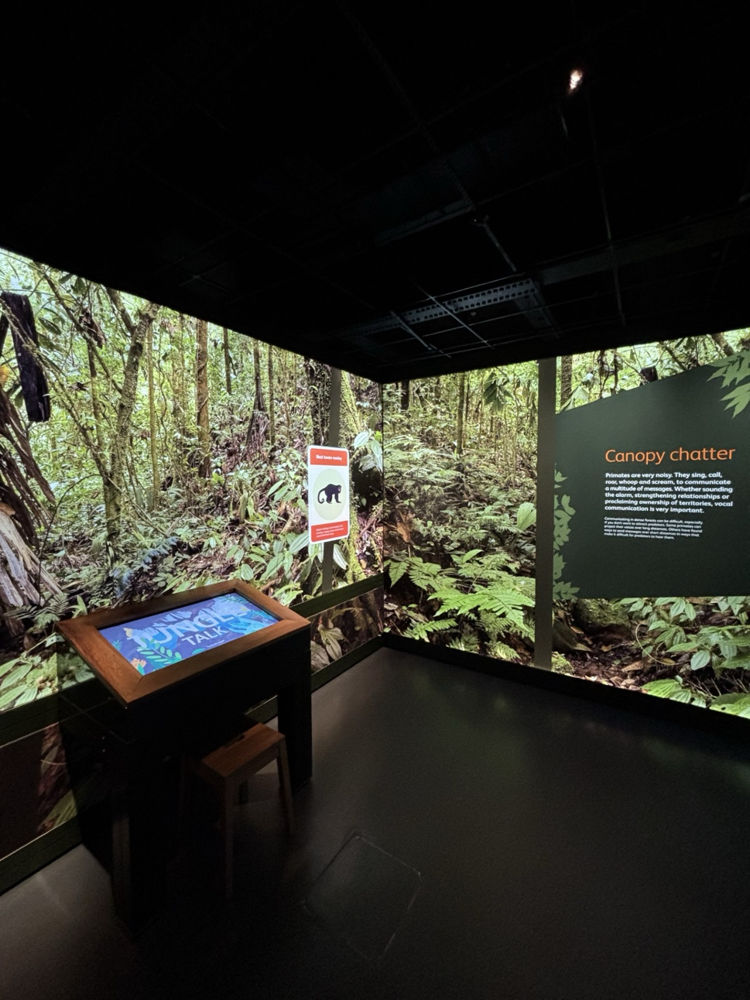 Black howler monkey
JUNGLE
TALK
Canopy chatter
Primates are very noisy. They sing, call,
roar, whoop and scream, to communicate
a multitude of messages. Whether sounding
the alarm, strengthening relationships or
proclaiming ownership of territories, vocal
communication is very important.
Communicating in dense forests can be difficult, especially
if you don't want to attract predators. Some primates can
project their voices over long distances. Others have found
ways to send messages over short distances in ways that
make it difficult for predators to hear them.